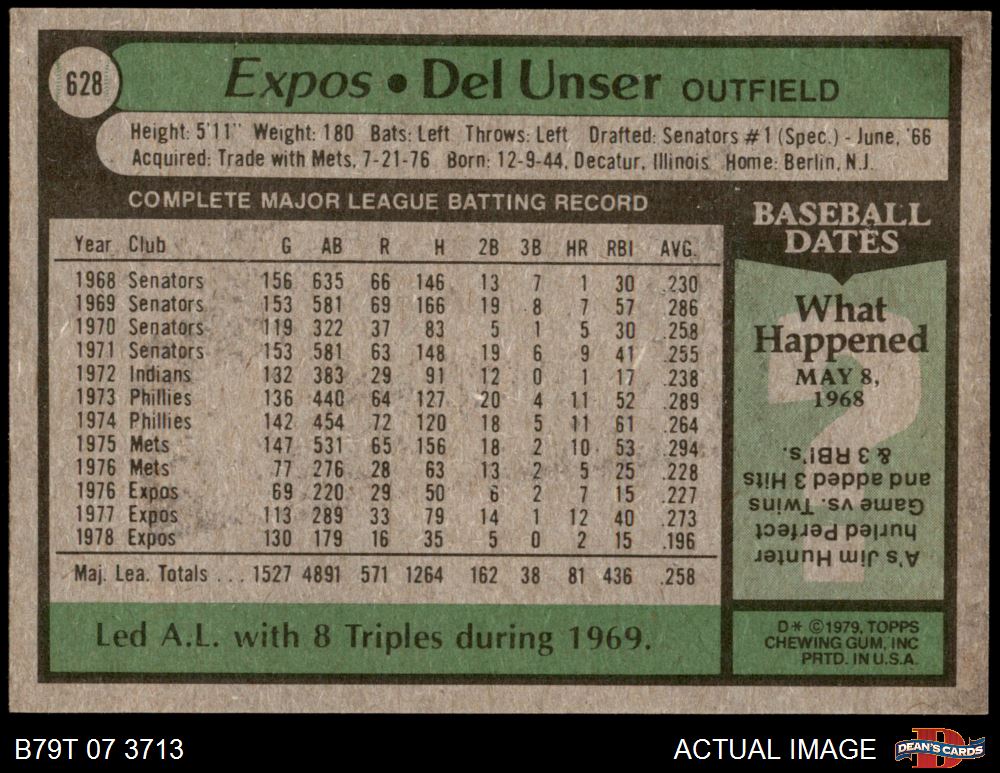 628
Expos • Del Unser OUTFIELD
Height: 5'11" Weight: 180 Bats: Left Throws: Left Drafted: Senators #1 (Spec.) - June, '66
Acquired: Trade with Mets, 7-21-76 Born: 12-9-44, Decatur, Illinois Home: Berlin, N.J.
COMPLETE MAJOR LEAGUE BATTING RECORD
Year Club G AB R H 2B 3B HR RBI AVG.
1968 Senators 156 635 66 146 13 7 1 30 .230
1969 Senators 153 581 69 166 19 8 7 57 .286
1970 Senators 119 322 37 83 5 1 5 30 .258
1971 Senators 153 581 63 148 19 6 9 41 .255
1972 Indians 132 383 29 91 12 0 1 17 .238
1973 Phillies 136 440 64 127 20 4 11 52 .289
1974 Phillies 142 454 72 120 18 5 11 61 .264
1975 Mets 147 531 65 156 18 2 10 53 .294
1976 Mets 77 276 28 63 13 2 5 25 .228
1976 Expos 69 220 29 50 6 2 7 15 .227
1977 Expos 113 289 33 79 14 1 12 40 .273
1978 Expos 130 179 16 35 5 0 2 15 .196
Maj. Lea. Totals ... 1527 4891 571 1264 162 38 81 436 .258
Led A.L. with 8 Triples during 1969.
BASEBALL
DATES
What
Happened
MAY 8,
1968
?
A's Jim Hunter
hurled Perfect
Game vs. Twins
and added 3 Hits
& 3 RBI's.
D* ©1979, TOPPS
CHEWING GUM, INC
PRTD. IN U.S.A.
B79T 07 3713
ACTUAL IMAGE
D
DEAN'S CARDS